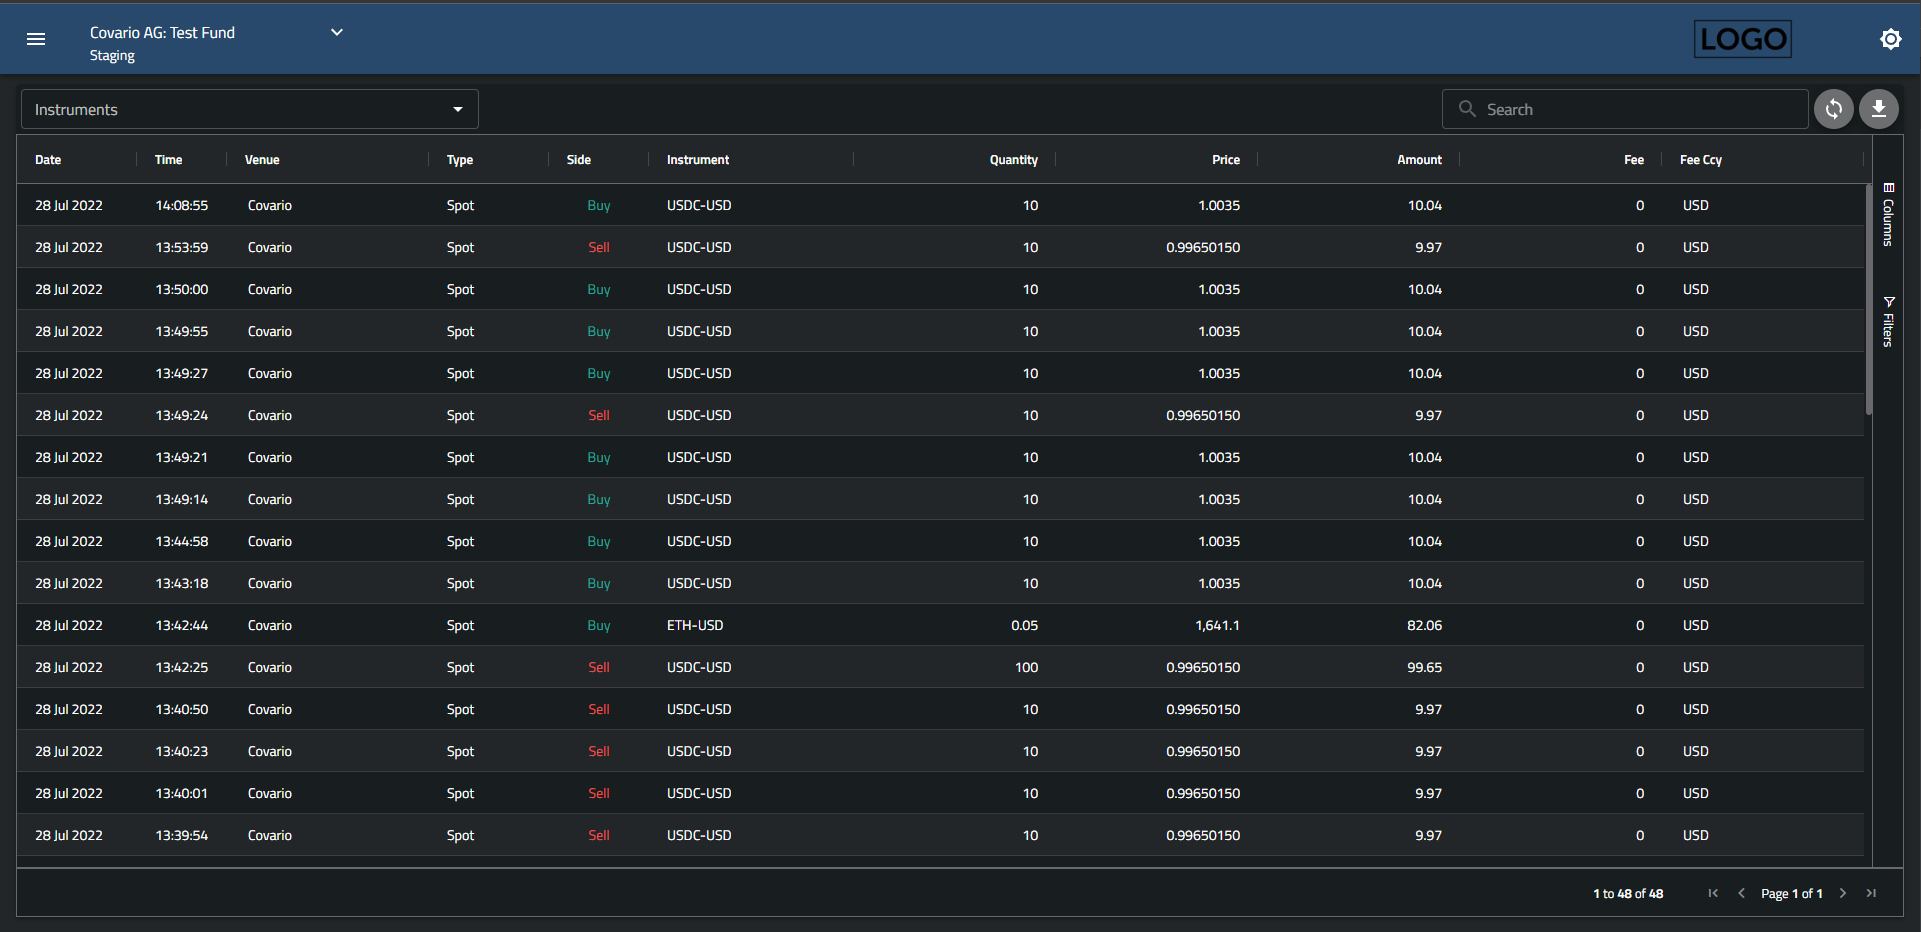 Covario AG: Test Fund
Staging
LOGO
Instruments
Search
Date Time Venue Type Side Instrument Quantity Price Amount Fee Fee Ccy
28 Jul 2022 14:08:55 Covario Spot Buy USDC-USD 10 1.0035 10.04 0 USD
28 Jul 2022 13:53:59 Covario Spot Sell USDC-USD 10 0.99650150 9.97 0 USD
28 Jul 2022 13:50:00 Covario Spot Buy USDC-USD 10 1.0035 10.04 0 USD
28 Jul 2022 13:49:55 Covario Spot Buy USDC-USD 10 1.0035 10.04 0 USD
28 Jul 2022 13:49:27 Covario Spot Buy USDC-USD 10 1.0035 10.04 0 USD
28 Jul 2022 13:49:24 Covario Spot Sell USDC-USD 10 0.99650150 9.97 0 USD
28 Jul 2022 13:49:21 Covario Spot Buy USDC-USD 10 1.0035 10.04 0 USD
28 Jul 2022 13:49:14 Covario Spot Buy USDC-USD 10 1.0035 10.04 0 USD
28 Jul 2022 13:44:58 Covario Spot Buy USDC-USD 10 1.0035 10.04 0 USD
28 Jul 2022 13:43:18 Covario Spot Buy USDC-USD 10 1.0035 10.04 0 USD
28 Jul 2022 13:42:44 Covario Spot Buy ETH-USD 0.05 1,641.1 82.06 0 USD
28 Jul 2022 13:42:25 Covario Spot Sell USDC-USD 100 0.99650150 99.65 0 USD
28 Jul 2022 13:40:50 Covario Spot Sell USDC-USD 10 0.99650150 9.97 0 USD
28 Jul 2022 13:40:23 Covario Spot Sell USDC-USD 10 0.99650150 9.97 0 USD
28 Jul 2022 13:40:01 Covario Spot Sell USDC-USD 10 0.99650150 9.97 0 USD
28 Jul 2022 13:39:54 Covario Spot Sell USDC-USD 10 0.99650150 9.97 0 USD
Columns
Filters
1 to 48 of 48 Page 1 of 1